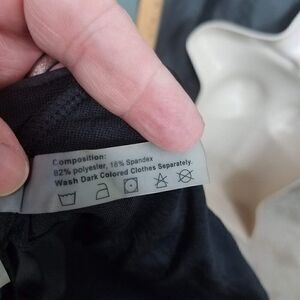 Composition:
82% polyester, 18% Spandex
Wash Dark Colored Clothes Separately.